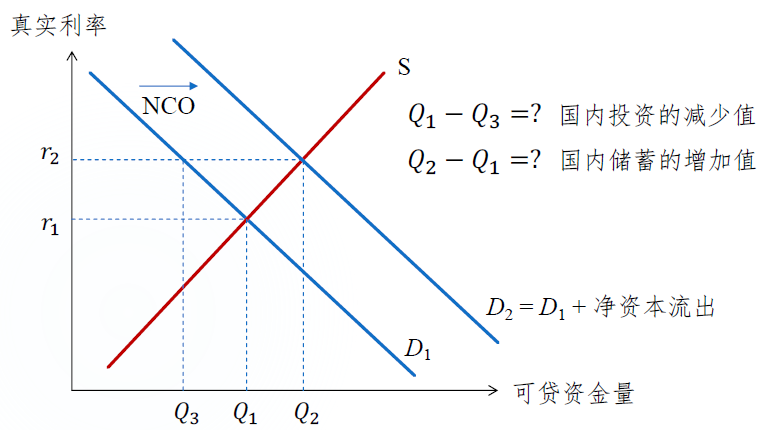 真实利率
S
NCO
Q₁ − Q₃ =? 国内投资的减少值
Q₂ − Q₁ =? 国内储蓄的增加值
r₂
r₁
D₂ = D₁ + 净资本流出
D₁
可贷资金量
Q₃ Q₁ Q₂